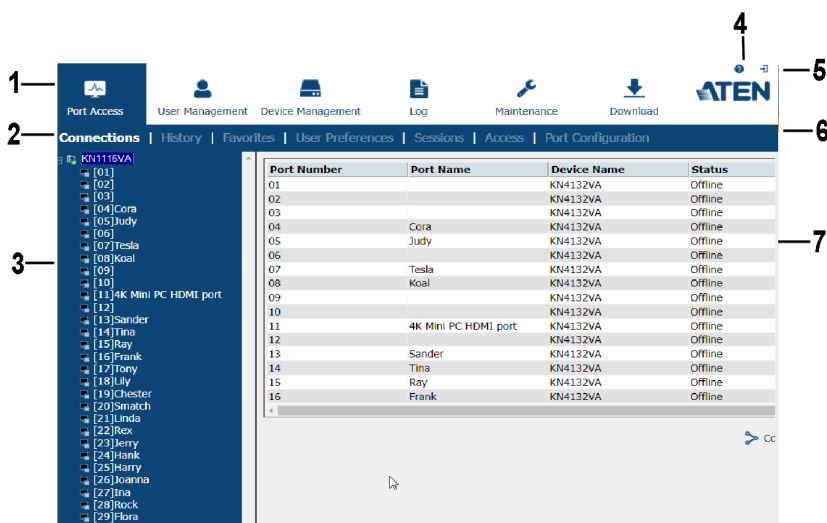 4
1
5
ATEN
Port Access User Management Device Management Log Maintenance Download
2
6
Connections | History | Favorites | User Preferences | Sessions | Access | Port Configuration
KN1116VA
[01]
[02]
[03]
[04]Cora
[05]Judy
[06]
[07]Tesla
[08]Koal
[09]
[10]
[11]4K Mini PC HDMI port
[12]
[13]Sander
[14]Tina
[15]Ray
[16]Frank
[17]Tony
[18]Lily
[19]Chester
[20]Smatch
[21]Linda
[22]Rex
[23]Jerry
[24]Hank
[25]Harry
[26]Joanna
[27]Ina
[28]Rock
[29]Flora
3
Port Number Port Name Device Name Status
01 KN4132VA Offline
02 KN4132VA Offline
03 KN4132VA Offline
04 Cora KN4132VA Offline
05 Judy KN4132VA Offline
06 KN4132VA Offline
07 Tesla KN4132VA Offline
08 Koal KN4132VA Offline
09 KN4132VA Offline
10 KN4132VA Offline
11 4K Mini PC HDMI port KN4132VA Offline
12 KN4132VA Offline
13 Sander KN4132VA Offline
14 Tina KN4132VA Offline
15 Ray KN4132VA Offline
16 Frank KN4132VA Offline
7
Cc